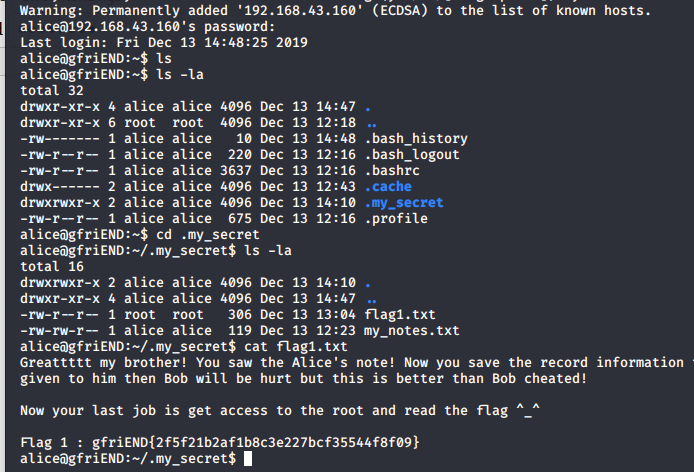 Warning: Permanently added '192.168.43.160' (ECDSA) to the list of known hosts.
alice@192.168.43.160's password:
Last login: Fri Dec 13 14:48:25 2019
alice@gfriEND:~$ ls
alice@gfriEND:~$ ls -la
total 32
drwxr-xr-x 4 alice alice 4096 Dec 13 14:47 .
drwxr-xr-x 6 root  root  4096 Dec 13 12:18 ..
-rw------- 1 alice alice   10 Dec 13 14:48 .bash_history
-rw-r--r-- 1 alice alice  220 Dec 13 12:16 .bash_logout
-rw-r--r-- 1 alice alice 3637 Dec 13 12:16 .bashrc
drwx------ 2 alice alice 4096 Dec 13 12:43 .cache
drwxrwxr-x 2 alice alice 4096 Dec 13 14:10 .my_secret
-rw-r--r-- 1 alice alice  675 Dec 13 12:16 .profile
alice@gfriEND:~$ cd .my_secret
alice@gfriEND:~/.my_secret$ ls -la
total 16
drwxrwxr-x 2 alice alice 4096 Dec 13 14:10 .
drwxr-xr-x 4 alice alice 4096 Dec 13 14:47 ..
-rw-r--r-- 1 root  root   306 Dec 13 13:04 flag1.txt
-rw-rw-r-- 1 alice alice  119 Dec 13 12:23 my_notes.txt
alice@gfriEND:~/.my_secret$ cat flag1.txt
Greattttt my brother! You saw the Alice's note! Now you save the record information
given to him then Bob will be hurt but this is better than Bob cheated!
Now your last job is get access to the root and read the flag ^_^
Flag 1 : gfriEND{2f5f21b2af1b8c3e227bcf35544f8f09}
alice@gfriEND:~/.my_secret$